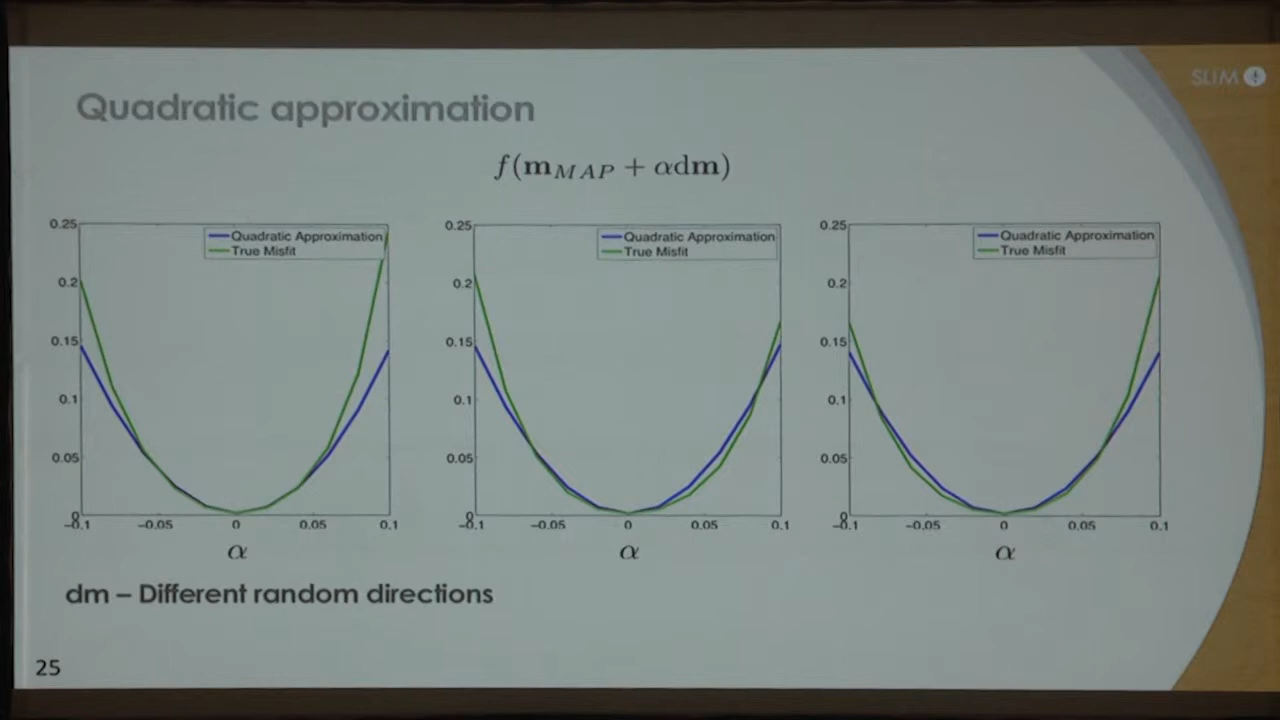 SLIM
Quadratic approximation
f(m_MAP + αdm)
0.25
0.2
0.15
0.1
0.05
0
-0.1
-0.05
0
0.05
0.1
Quadratic Approximation
True Misfit
α
0.25
0.2
0.15
0.1
0.05
0
-0.1
-0.05
0
0.05
0.1
Quadratic Approximation
True Misfit
α
0.25
0.2
0.15
0.1
0.05
0
-0.1
-0.05
0
0.05
0.1
Quadratic Approximation
True Misfit
α
dm – Different random directions
25